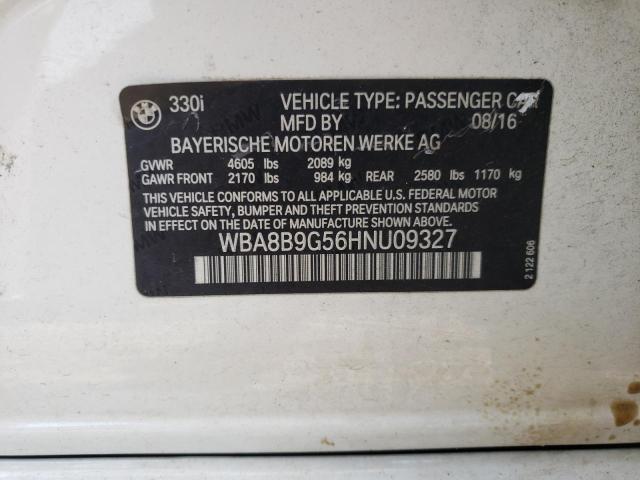 BMW 330i VEHICLE TYPE: PASSENGER CAR
MFD BY 08/16
BAYERISCHE MOTOREN WERKE AG
GVWR 4605 lbs 2089 kg
GAWR FRONT 2170 lbs 984 kg REAR 2580 lbs 1170 kg
THIS VEHICLE CONFORMS TO ALL APPLICABLE U.S. FEDERAL MOTOR
VEHICLE SAFETY, BUMPER AND THEFT PREVENTION STANDARDS
IN EFFECT ON THE DATE OF MANUFACTURE SHOWN ABOVE.
WBA8B9G56HNU09327
2 122 606